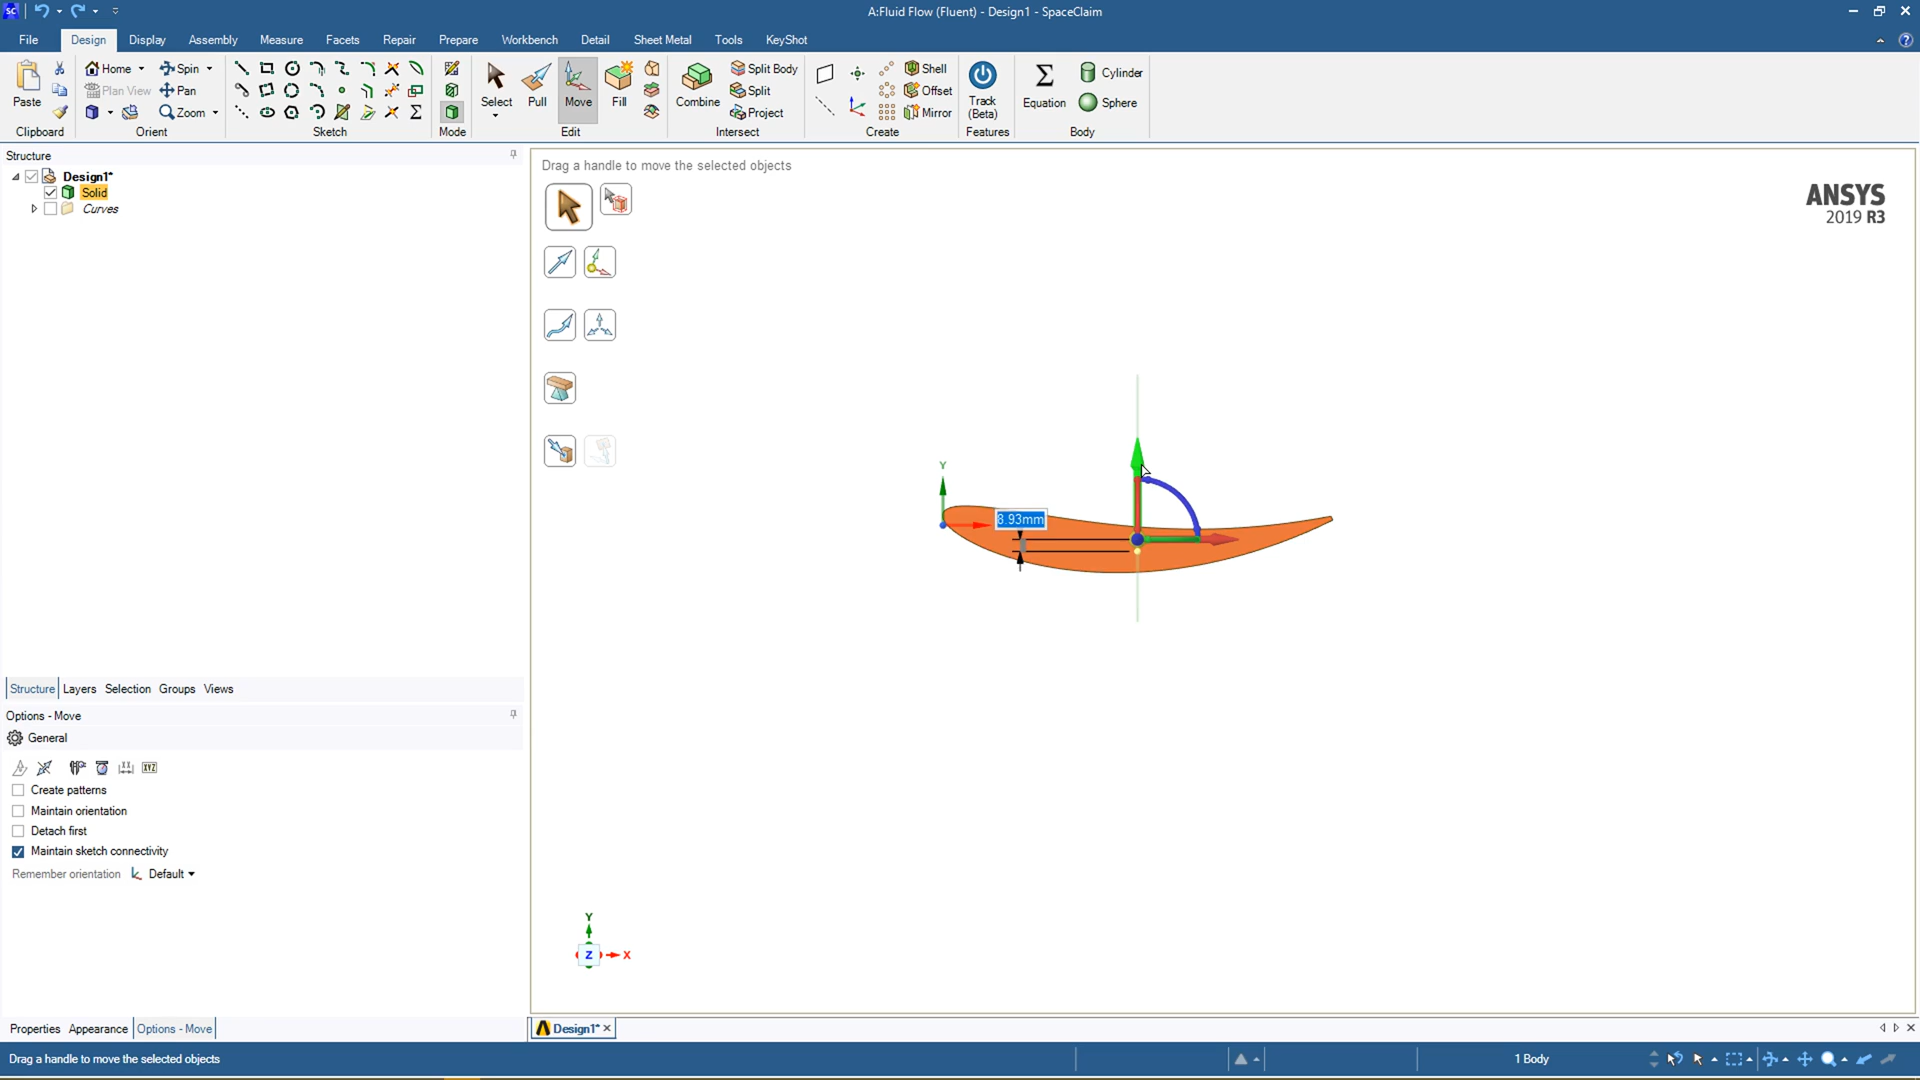 A:Fluid Flow (Fluent) - Design1 - SpaceClaim
File Design Display Assembly Measure Facets Repair Prepare Workbench Detail Sheet Metal Tools KeyShot
Home Spin
Plan View Pan
Zoom
Paste
Select Pull Move Fill
Combine
Split Body
Split
Project
Shell
Offset
Mirror
Track
(Beta)
Equation
Cylinder
Sphere
Clipboard Orient Sketch Mode Edit Intersect Create Features Body
Structure
Design1*
Solid
Curves
Drag a handle to move the selected objects
ANSYS
2019 R3
Y
8.93mm
Structure Layers Selection Groups Views
Options - Move
General
XYZ
Create patterns
Maintain orientation
Detach first
Maintain sketch connectivity
Remember orientation Default
Y
Z X
Properties Appearance Options - Move
Design1*
Drag a handle to move the selected objects
1 Body